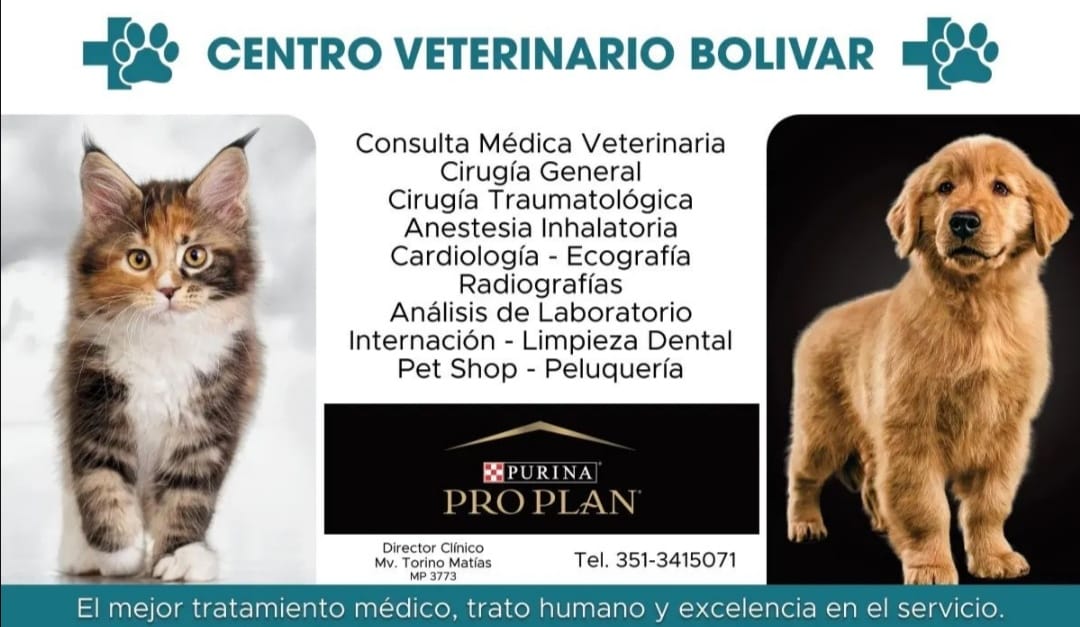 CENTRO VETERINARIO BOLIVAR
Consulta Médica Veterinaria
Cirugía General
Cirugía Traumatológica
Anestesia Inhalatoria
Cardiología - Ecografía
Radiografías
Análisis de Laboratorio
Internación - Limpieza Dental
Pet Shop - Peluquería
PURINA
PRO PLAN
Director Clínico
Mv. Torino Matías
MP 3773
Tel. 351-3415071
El mejor tratamiento médico, trato humano y excelencia en el servicio.